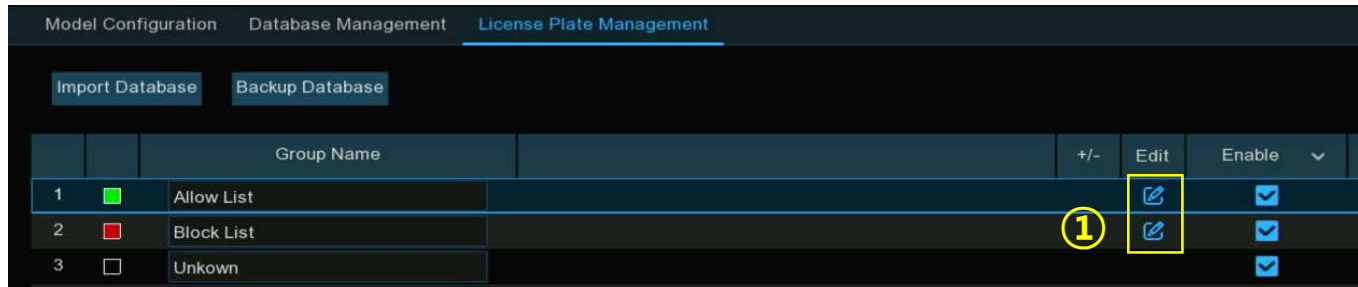 Model Configuration Database Management License Plate Management
Import Database Backup Database
Group Name +/- Edit Enable
1 Allow List
① 
2 Block List
3 Unkown